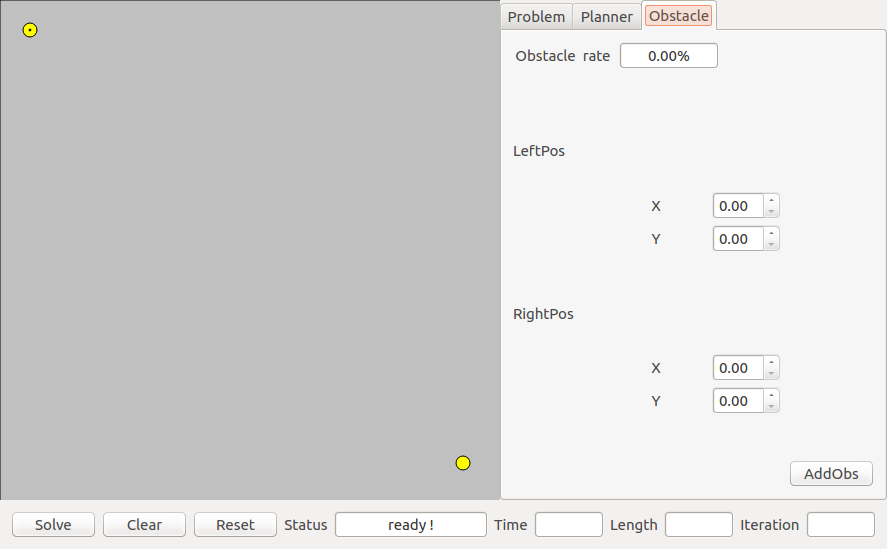 Problem Planner Obstacle
Obstacle rate 0.00%
LeftPos
X 0.00
Y 0.00
RightPos
X 0.00
Y 0.00
AddObs
Solve Clear Reset Status ready! Time Length Iteration